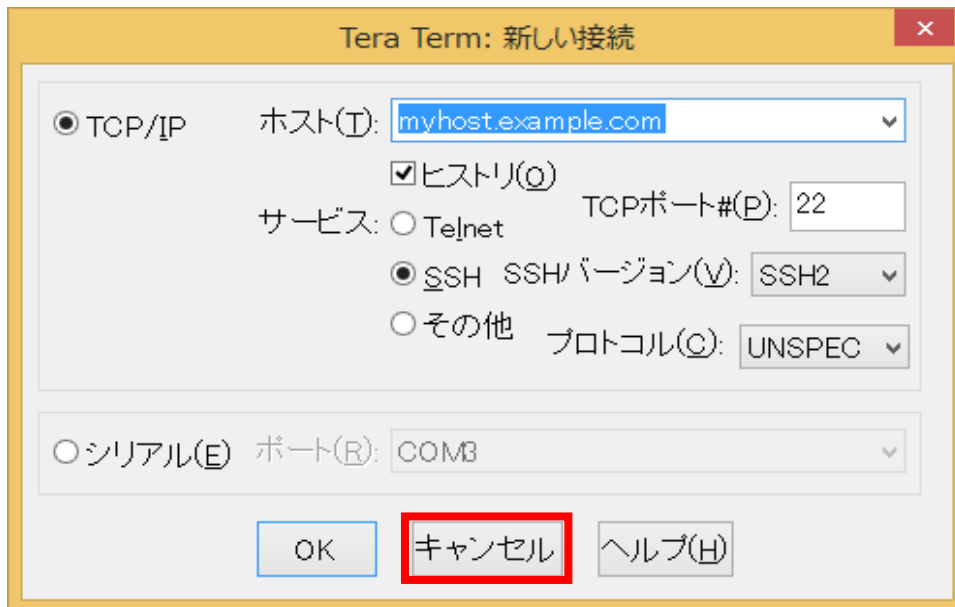 Tera Term: 新しい接続
TCP/IP ホスト(T): myhost.example.com
ヒストリ(O)
サービス: Telnet TCPポート#(P): 22
SSH SSHバージョン(V): SSH2
その他 プロトコル(C): UNSPEC
シリアル(E) ポート(R): COM3
OK キャンセル ヘルプ(H)